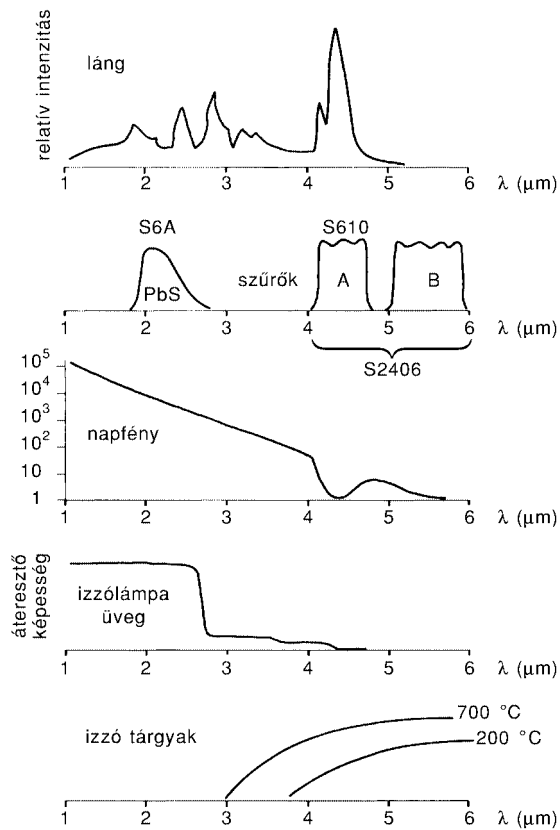 relatív intenzitás
láng
1 2 3 4 5 6 λ (μm)
S6A S610
PbS szűrők A B
1 2 3 4 5 6 λ (μm)
S2406
10⁵
10⁴
10³
10²
10
1
napfény
1 2 3 4 5 6 λ (μm)
áteresztő
képesség
izzólámpa
üveg
1 2 3 4 5 6 λ (μm)
izzó tárgyak
700 °C
200 °C
1 2 3 4 5 6 λ (μm)